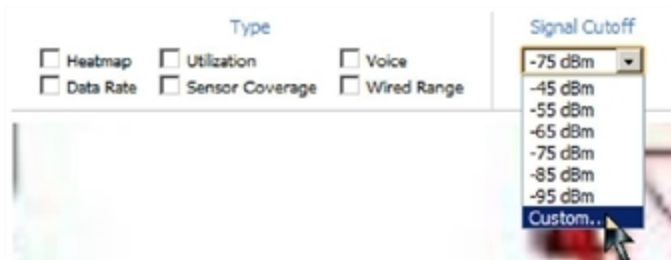 Type
Signal Cutoff
Heatmap Utilization Voice
Data Rate Sensor Coverage Wired Range
-75 dBm
-45 dBm
-55 dBm
-65 dBm
-75 dBm
-85 dBm
-95 dBm
Custom..